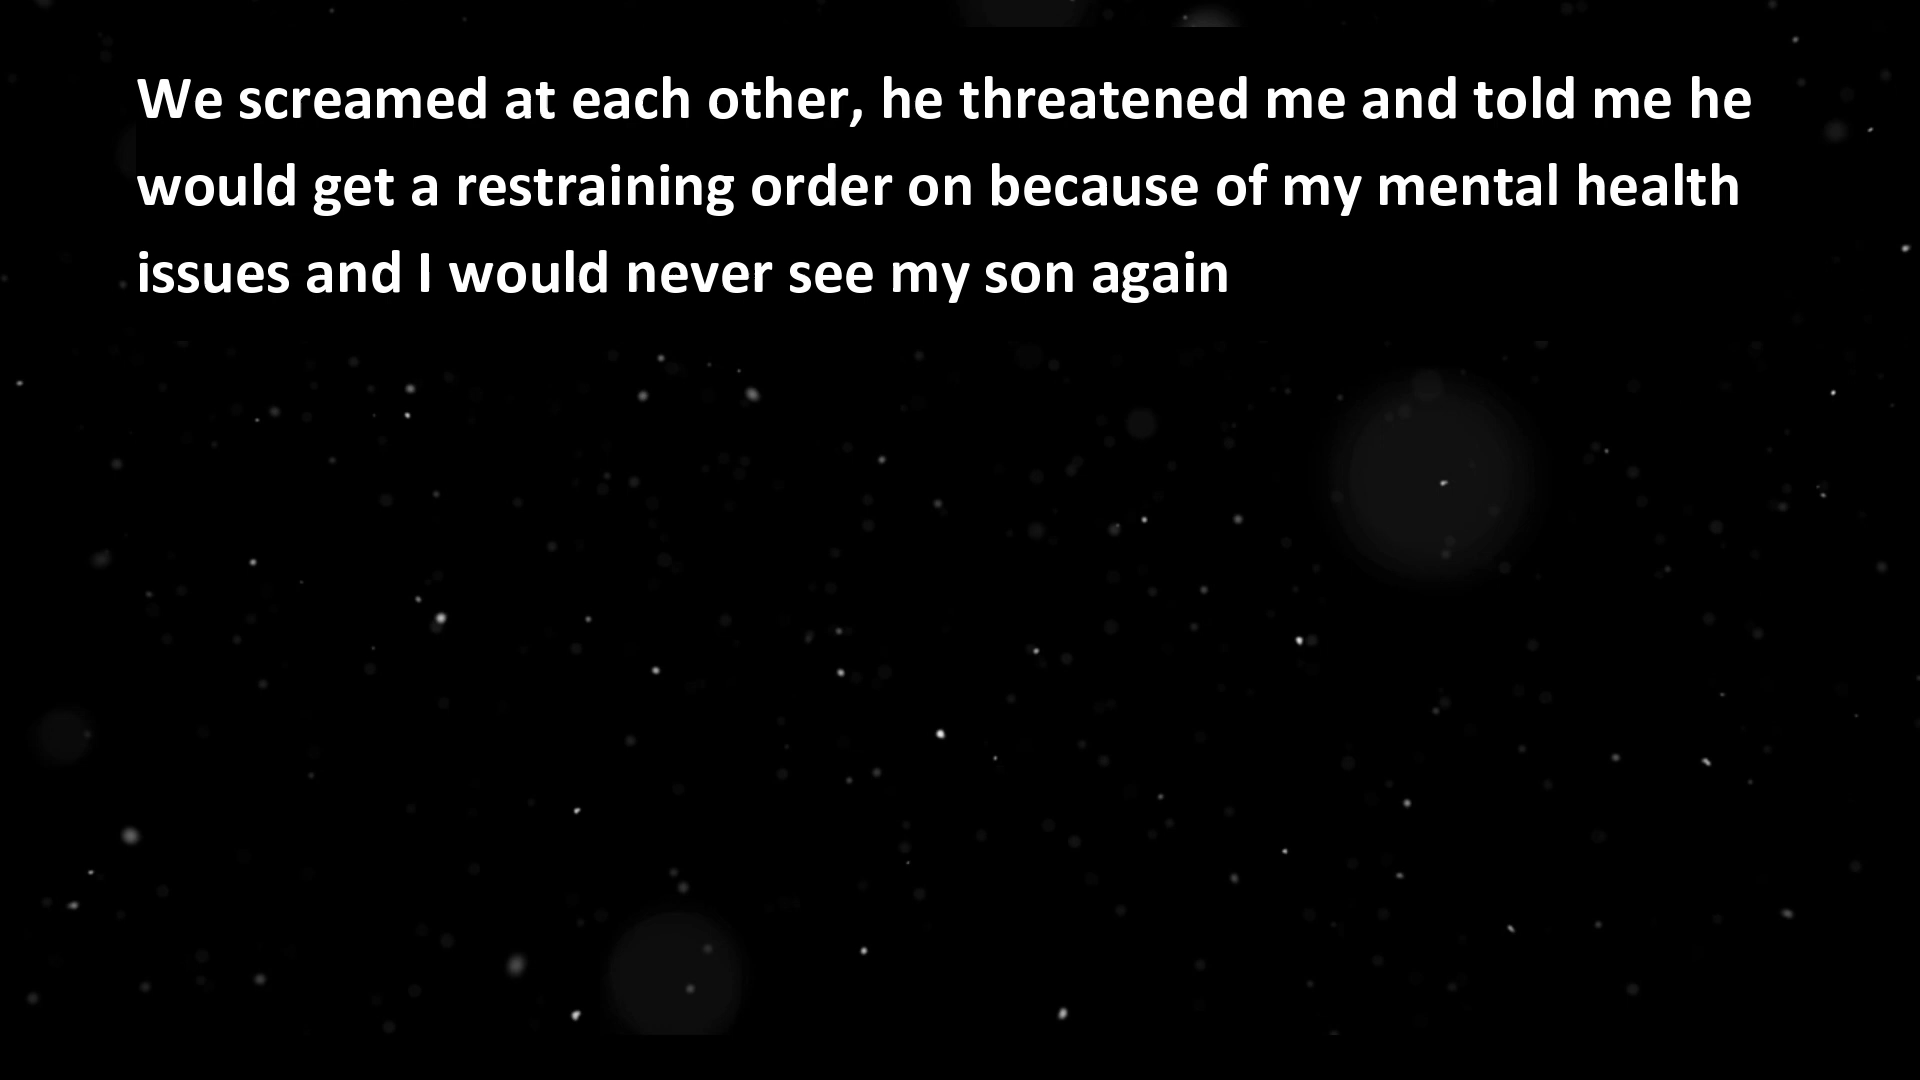 We screamed at each other, he threatened me and told me he
would get a restraining order on because of my mental health
issues and I would never see my son again